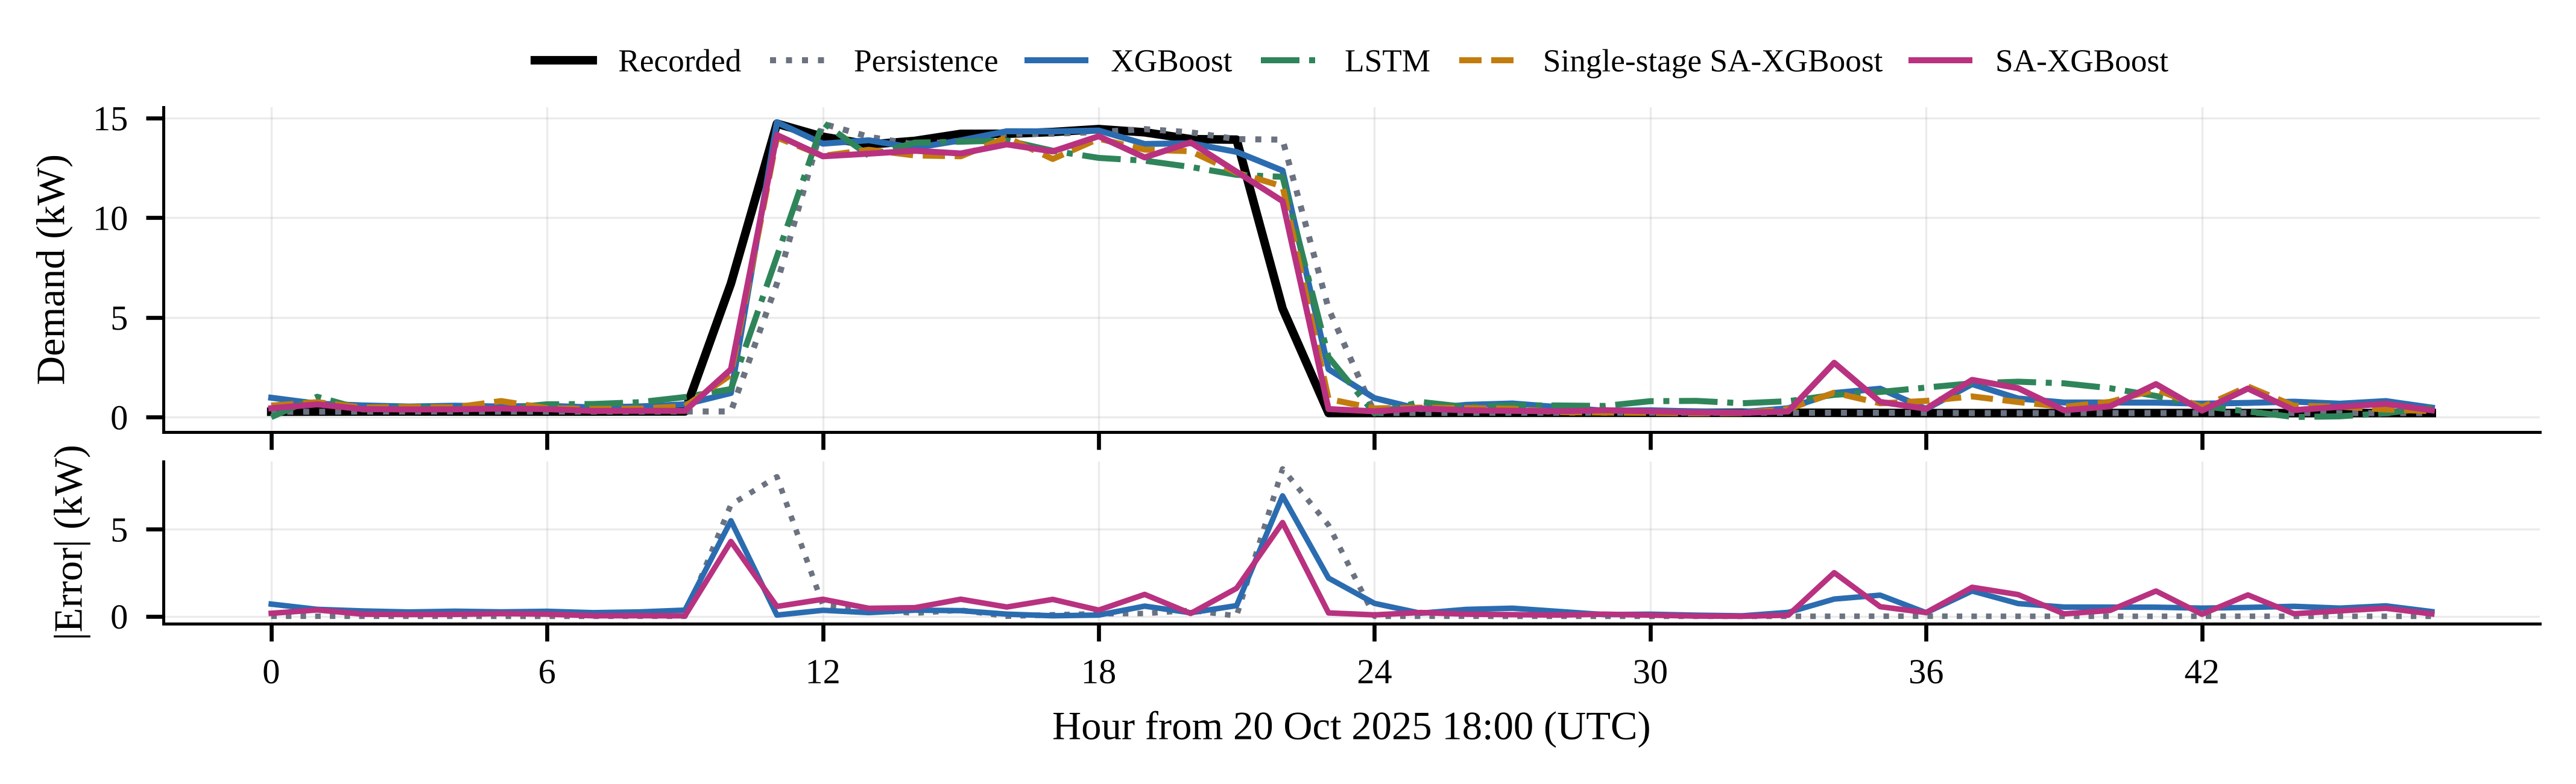 Recorded Persistence XGBoost LSTM Single-stage SA-XGBoost SA-XGBoost
Demand (kW)
15
10
5
0
|Error| (kW)
5
0
0 6 12 18 24 30 36 42
Hour from 20 Oct 2025 18:00 (UTC)